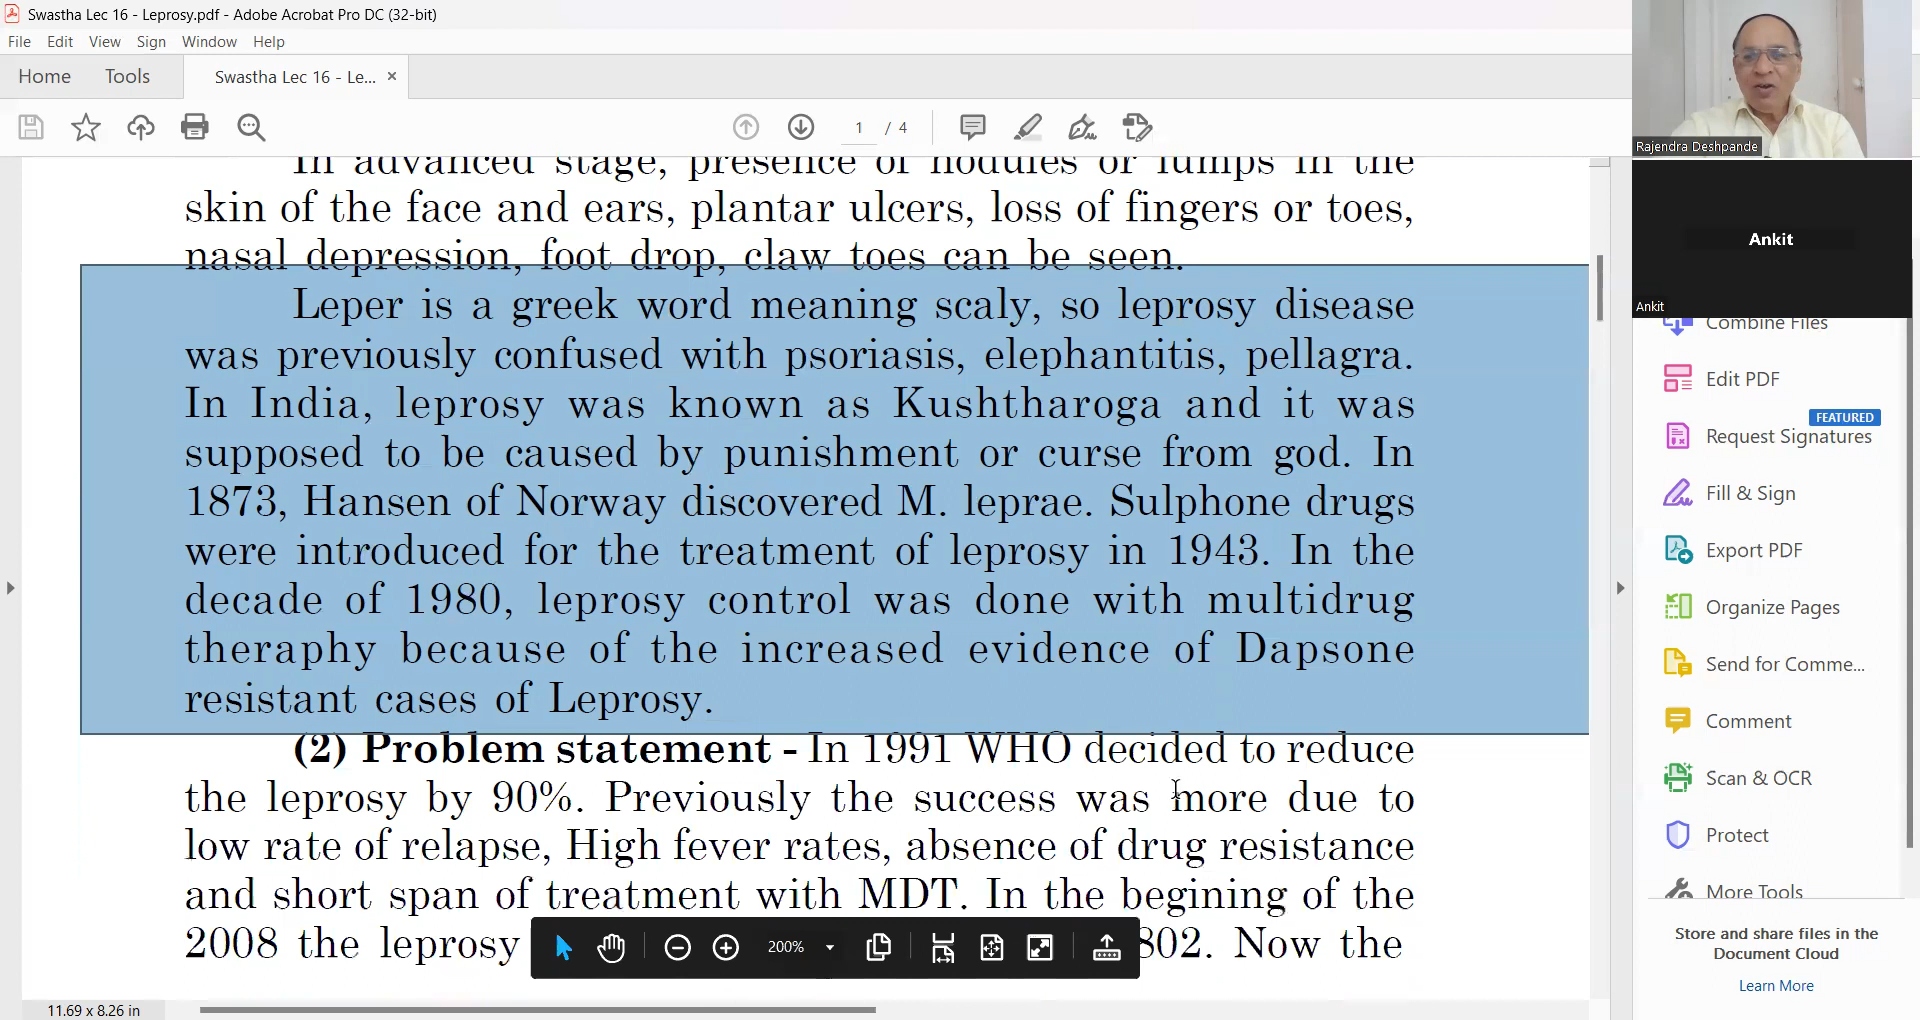 Swastha Lec 16 - Leprosy.pdf - Adobe Acrobat Pro DC (32-bit)
File Edit View Sign Window Help
Home Tools Swastha Lec 16 - Le... ×
1 / 4
In advanced stage, presence of nodules or lumps in the
skin of the face and ears, plantar ulcers, loss of fingers or toes,
nasal depression, foot drop, claw toes can be seen.
Leper is a greek word meaning scaly, so leprosy disease
was previously confused with psoriasis, elephantitis, pellagra.
In India, leprosy was known as Kushtharoga and it was
supposed to be caused by punishment or curse from god. In
1873, Hansen of Norway discovered M. leprae. Sulphone drugs
were introduced for the treatment of leprosy in 1943. In the
decade of 1980, leprosy control was done with multidrug
theraphy because of the increased evidence of Dapsone
resistant cases of Leprosy.
(2) Problem statement - In 1991 WHO decided to reduce
the leprosy by 90%. Previously the success was more due to
low rate of relapse, High fever rates, absence of drug resistance
and short span of treatment with MDT. In the begining of the
2008 the leprosy 802. Now the
200%
11.69 x 8.26 in
Rajendra Deshpande
Ankit
Ankit
Combine Files
Edit PDF
FEATURED
Request Signatures
Fill & Sign
Export PDF
Organize Pages
Send for Comme...
Comment
Scan & OCR
Protect
More Tools
Store and share files in the
Document Cloud
Learn More